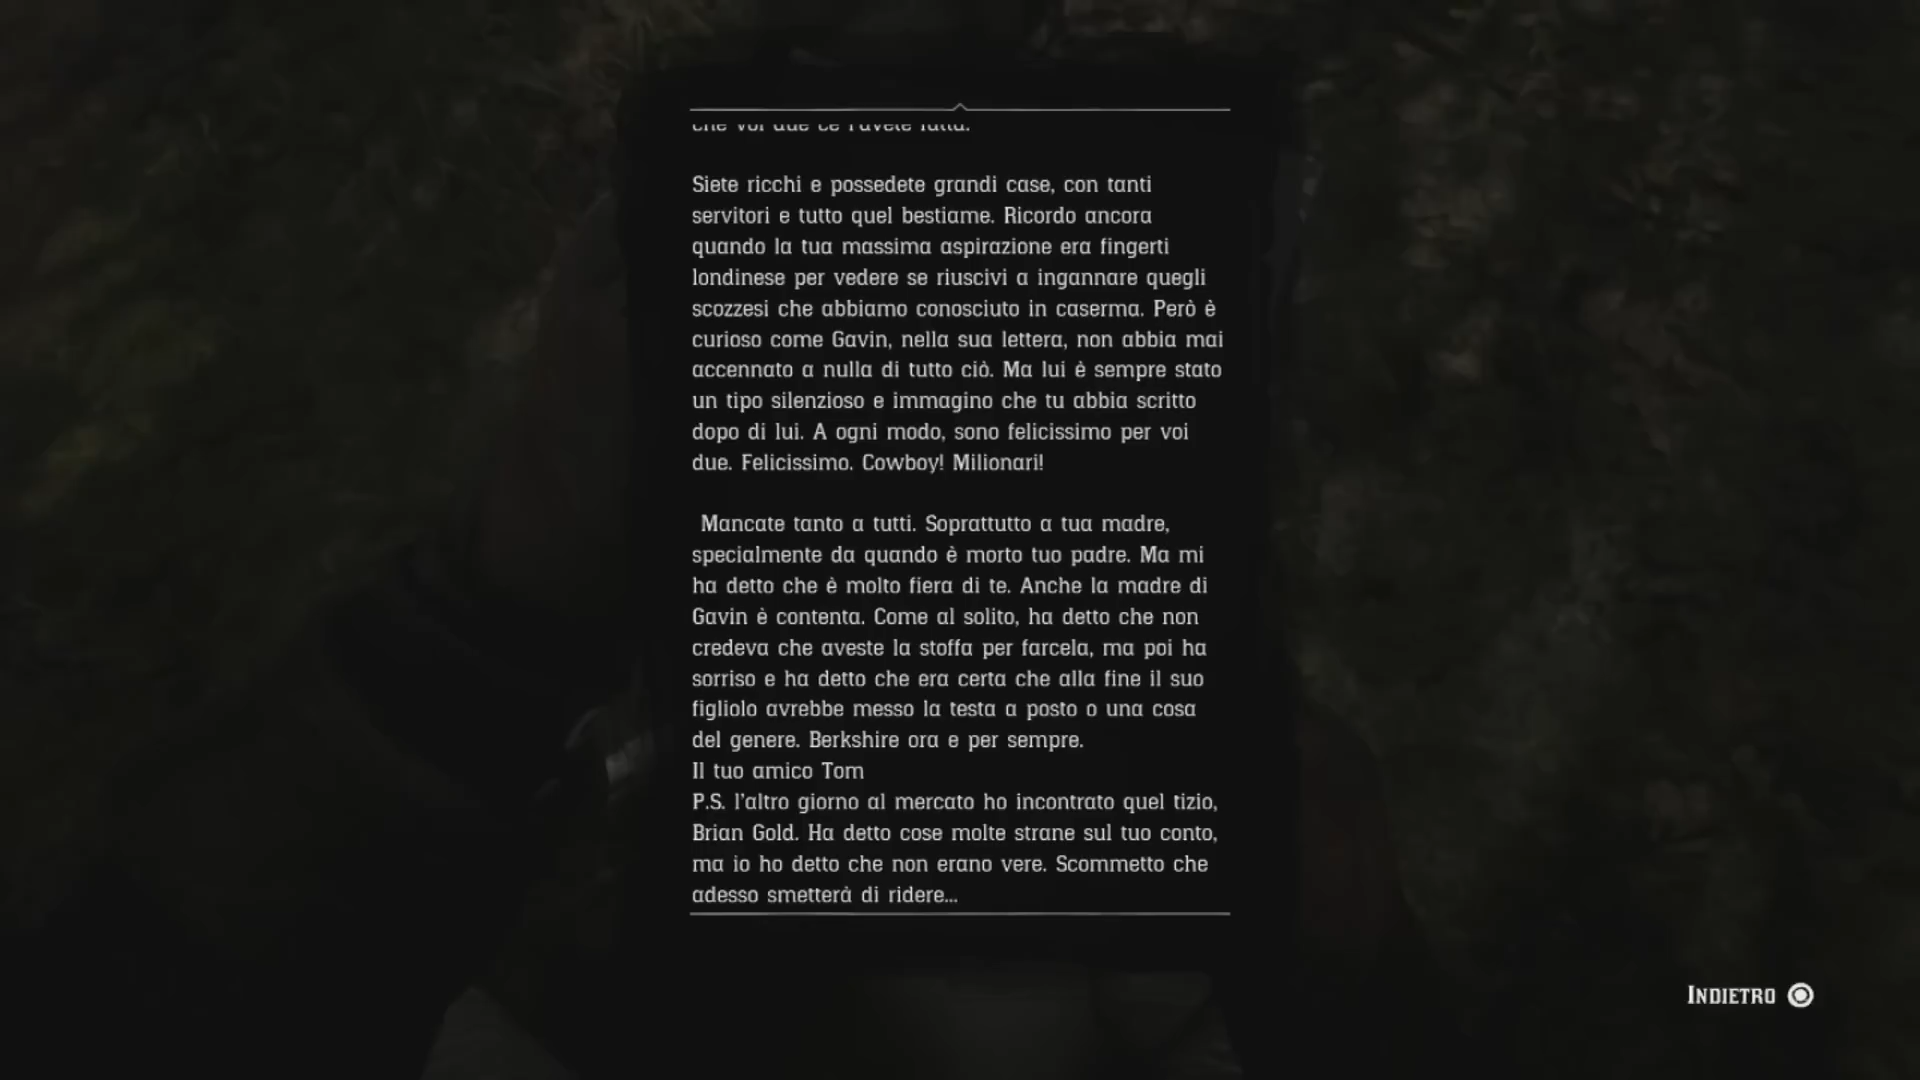 che voi due ce l'avete fatta.
Siete ricchi e possedete grandi case, con tanti
servitori e tutto quel bestiame. Ricordo ancora
quando la tua massima aspirazione era fingerti
londinese per vedere se riuscivi a ingannare quegli
scozzesi che abbiamo conosciuto in caserma. Però è
curioso come Gavin, nella sua lettera, non abbia mai
accennato a nulla di tutto ciò. Ma lui è sempre stato
un tipo silenzioso e immagino che tu abbia scritto
dopo di lui. A ogni modo, sono felicissimo per voi
due. Felicissimo. Cowboy! Milionari!
Mancate tanto a tutti. Soprattutto a tua madre,
specialmente da quando è morto tuo padre. Ma mi
ha detto che è molto fiera di te. Anche la madre di
Gavin è contenta. Come al solito, ha detto che non
credeva che aveste la stoffa per farcela, ma poi ha
sorriso e ha detto che era certa che alla fine il suo
figliolo avrebbe messo la testa a posto o una cosa
del genere. Berkshire ora e per sempre.
Il tuo amico Tom
P.S. l'altro giorno al mercato ho incontrato quel tizio,
Brian Gold. Ha detto cose molte strane sul tuo conto,
ma io ho detto che non erano vere. Scommetto che
adesso smetterà di ridere...
INDIETRO